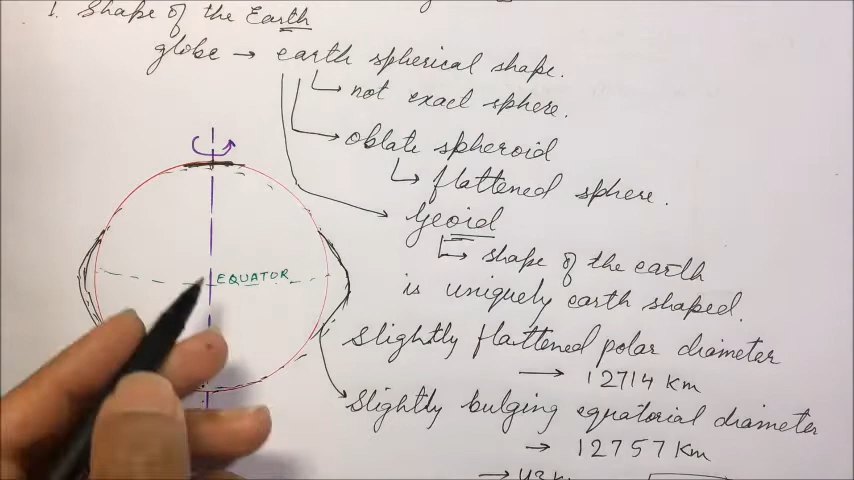 1. Shape of the Earth
globe → earth spherical shape.
not exact sphere.
oblate spheroid
flattened sphere.
Geoid
shape of the earth
is uniquely earth shaped.
EQUATOR
Slightly flattened polar diameter
→ 12714 Km
Slightly bulging equatorial diameter
→ 12757 Km
→ 43